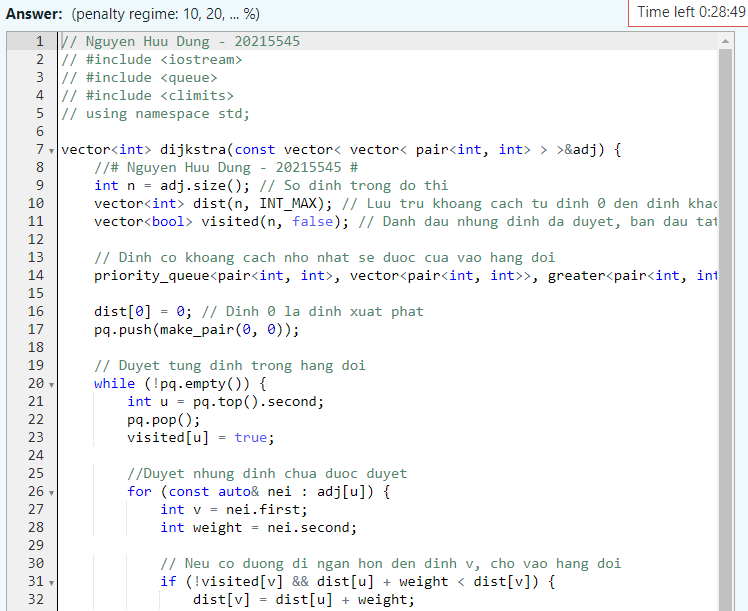 Answer: (penalty regime: 10, 20, ... %)
Time left 0:28:49
1 // Nguyen Huu Dung - 20215545
2 // #include <iostream>
3 // #include <queue>
4 // #include <climits>
5 // using namespace std;
6
7 vector<int> dijkstra(const vector< vector< pair<int, int> > >&adj) {
8 //# Nguyen Huu Dung - 20215545 #
9 int n = adj.size(); // So dinh trong do thi
10 vector<int> dist(n, INT_MAX); // Luu tru khoang cach tu dinh 0 den dinh khac
11 vector<bool> visited(n, false); // Danh dau nhung dinh da duyet, ban dau tat
12
13 // Dinh co khoang cach nho nhat se duoc cua vao hang doi
14 priority_queue<pair<int, int>, vector<pair<int, int>>, greater<pair<int, int
15
16 dist[0] = 0; // Dinh 0 la dinh xuat phat
17 pq.push(make_pair(0, 0));
18
19 // Duyet tung dinh trong hang doi
20 while (!pq.empty()) {
21 int u = pq.top().second;
22 pq.pop();
23 visited[u] = true;
24
25 //Duyet nhung dinh chua duoc duyet
26 for (const auto& nei : adj[u]) {
27 int v = nei.first;
28 int weight = nei.second;
29
30 // Neu co duong di ngan hon den dinh v, cho vao hang doi
31 if (!visited[v] && dist[u] + weight < dist[v]) {
32 dist[v] = dist[u] + weight;